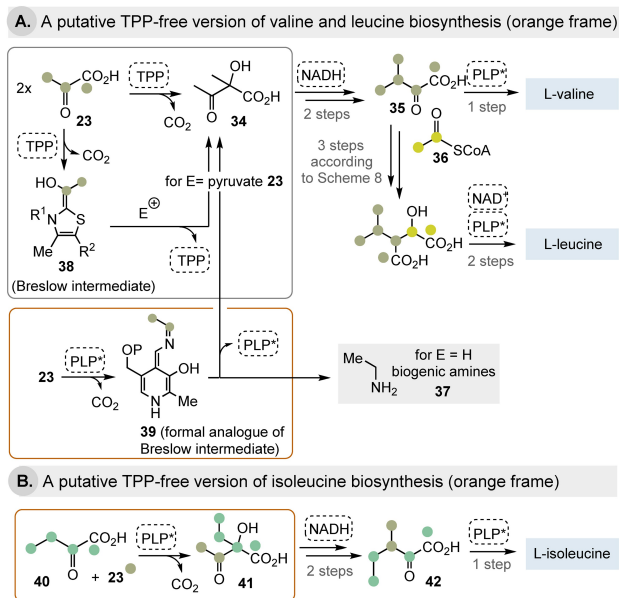 A. A putative TPP-free version of valine and leucine biosynthesis (orange frame)
2x
CO₂H
O
23
TPP
CO₂
HO
O
CO₂H
34
NADH
2 steps
CO₂H
O
35
PLP*
1 step
L-valine
TPP
CO₂
for E= pyruvate 23
3 steps
according
to Scheme 8
O
SCoA
36
HO
R¹
N
S
Me
R²
38
(Breslow intermediate)
E⊕
TPP
OH
CO₂H
CO₂H
NAD⁺
PLP*
2 steps
L-leucine
23
PLP*
CO₂
N
OP
OH
N
H
Me
39 (formal analogue of
Breslow intermediate)
PLP*
Me
NH₂
for E = H
biogenic amines
37
B. A putative TPP-free version of isoleucine biosynthesis (orange frame)
CO₂H
O
40
+ 23
PLP*
CO₂
OH
CO₂H
O
41
NADH
2 steps
CO₂H
O
42
PLP*
1 step
L-isoleucine